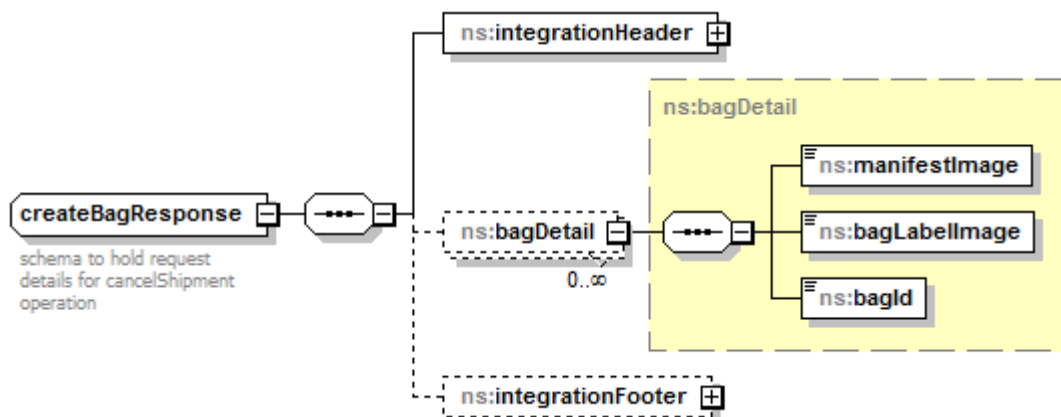 ns:integrationHeader
ns:bagDetail
ns:manifestImage
createBagResponse
ns:bagDetail
ns:bagLabelImage
schema to hold request
details for cancelShipment
operation
0..∞
ns:bagId
ns:integrationFooter